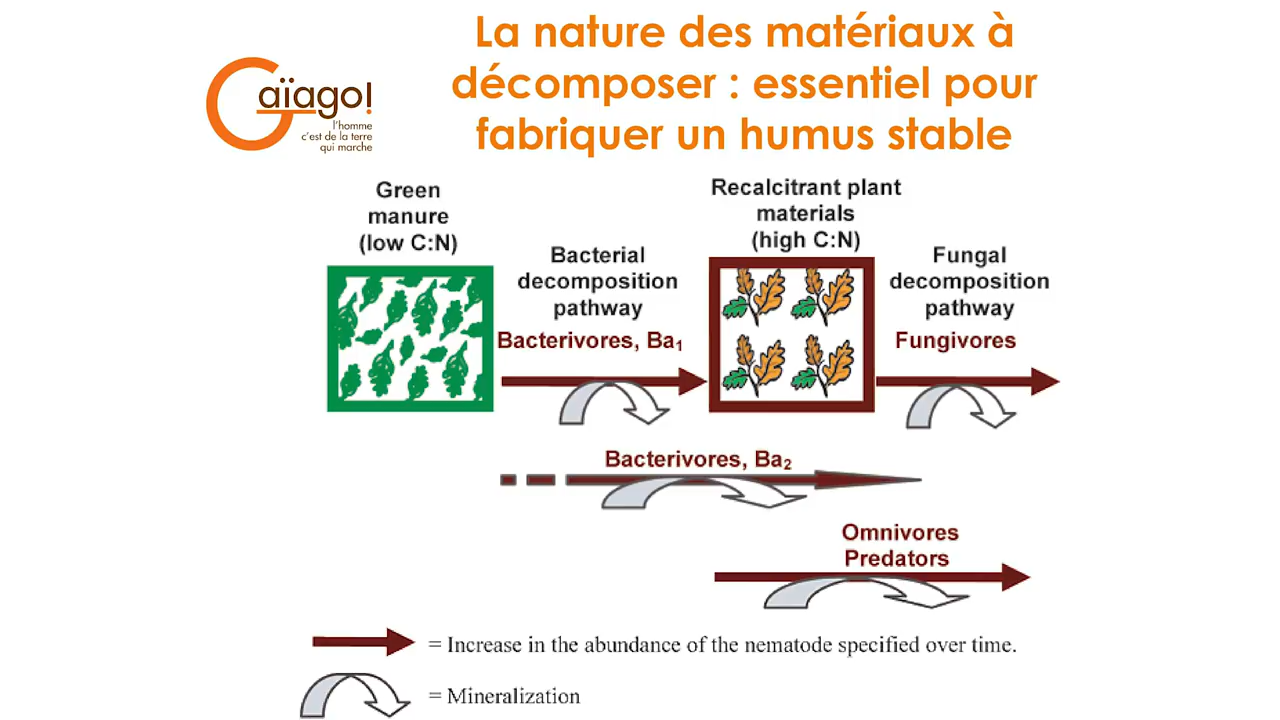 La nature des matériaux à
décomposer : essentiel pour
fabriquer un humus stable
Gaïago!
l'homme
c'est de la terre
qui marche
Green
manure
(low C:N)
Bacterial
decomposition
pathway
Bacterivores, Ba₁
Recalcitrant plant
materials
(high C:N)
Fungal
decomposition
pathway
Fungivores
Bacterivores, Ba₂
Omnivores
Predators
= Increase in the abundance of the nematode specified over time.
= Mineralization